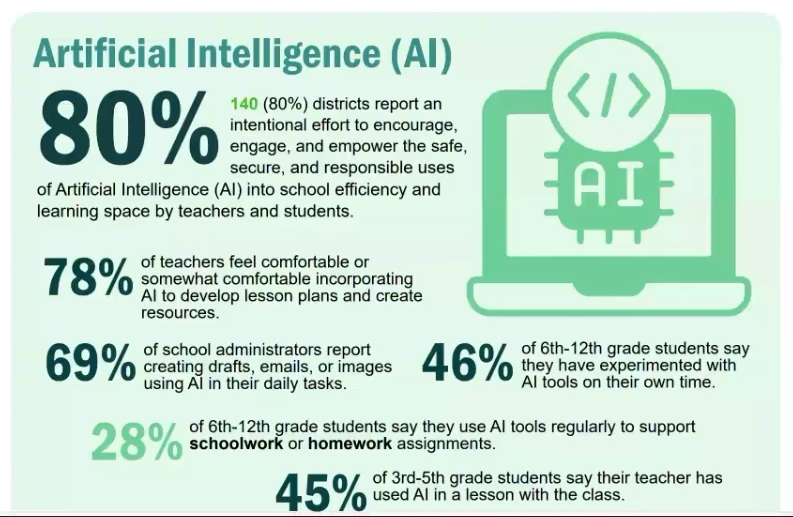 Artificial Intelligence (AI)
80%
140 (80%) districts report an
intentional effort to encourage,
engage, and empower the safe,
secure, and responsible uses
of Artificial Intelligence (AI) into school efficiency and
learning space by teachers and students.
</>
AI
78%
of teachers feel comfortable or
somewhat comfortable incorporating
AI to develop lesson plans and create
resources.
69%
of school administrators report
creating drafts, emails, or images
using AI in their daily tasks.
46%
of 6th-12th grade students say
they have experimented with
AI tools on their own time.
28%
of 6th-12th grade students say they use AI tools regularly to support
schoolwork or homework assignments.
45%
of 3rd-5th grade students say their teacher has
used AI in a lesson with the class.